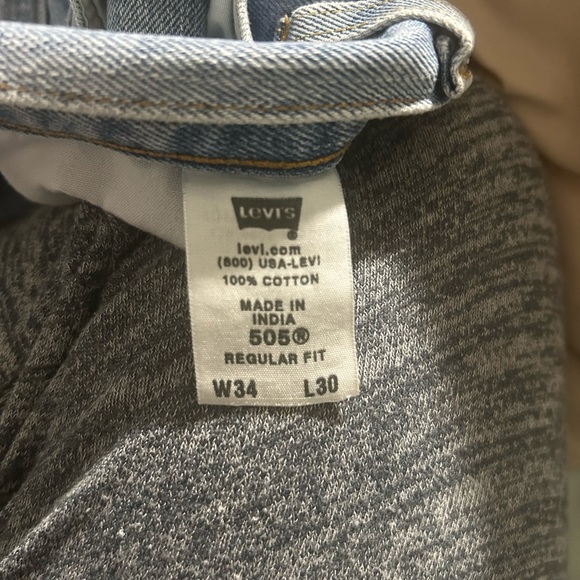 Levi's
levi.com
(800) USA-LEVI
100% COTTON
MADE IN
INDIA
505®
REGULAR FIT
W34 L30